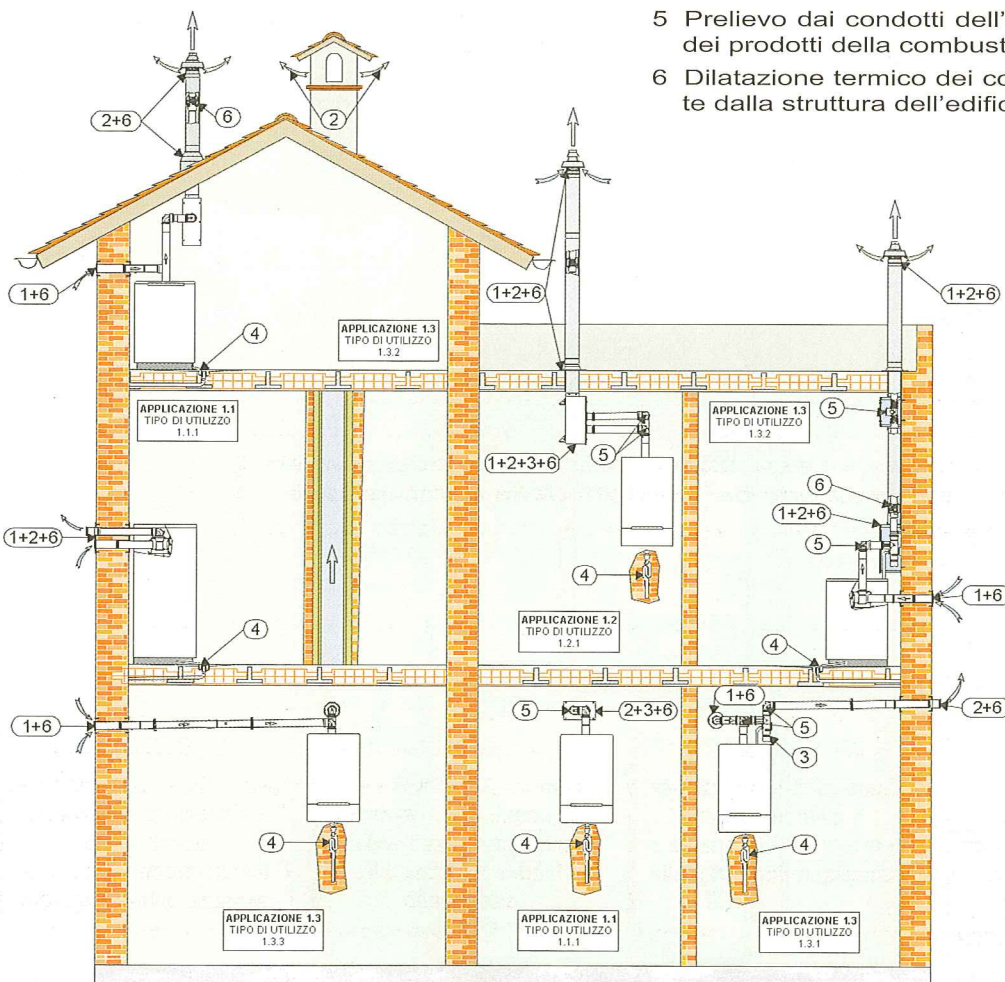 5 Prelievo dai condotti dell'
dei prodotti della combust
6 Dilatazione termico dei co
te dalla struttura dell'edific
2+6
6
2
1+6
4
APPLICAZIONE 1.3
TIPO DI UTILIZZO
1.3.2
1+2+6
1+2+6
APPLICAZIONE 1.1
TIPO DI UTILIZZO
1.1.1
1+2+3+6
5
APPLICAZIONE 1.3
TIPO DI UTILIZZO
1.3.2
5
6
1+2+6
5
1+2+6
4
4
APPLICAZIONE 1.2
TIPO DI UTILIZZO
1.2.1
1+6
4
1+6
5
2+3+6
1+6
5
3
2+6
4
4
4
APPLICAZIONE 1.3
TIPO DI UTILIZZO
1.3.3
APPLICAZIONE 1.1
TIPO DI UTILIZZO
1.1.1
APPLICAZIONE 1.3
TIPO DI UTILIZZO
1.3.1